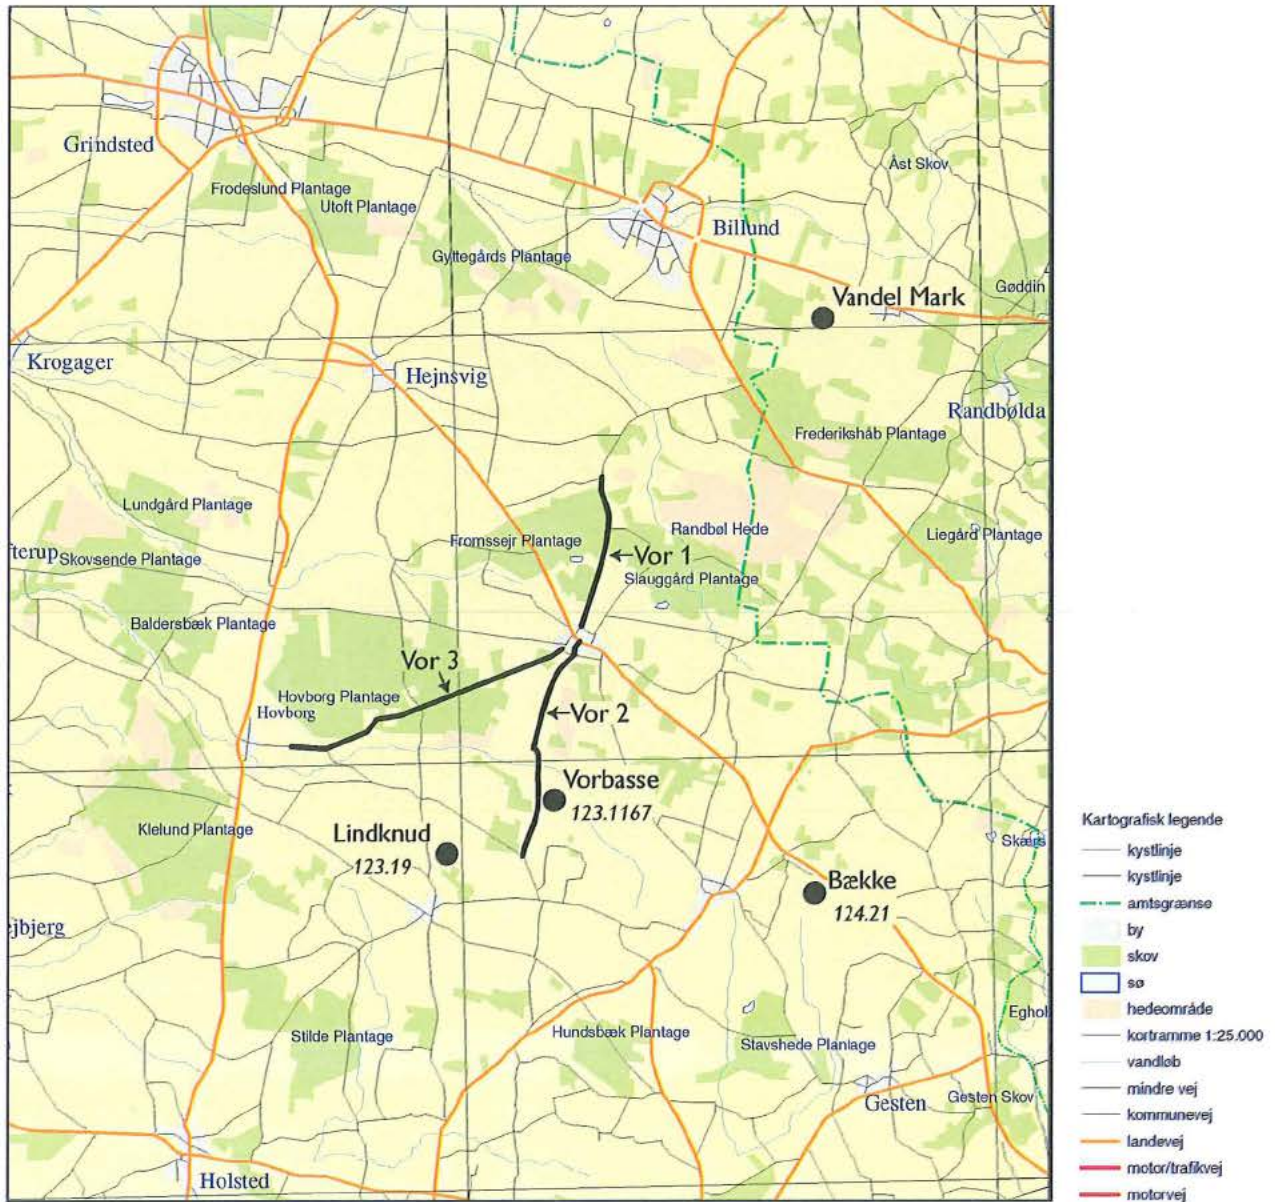 Grindsted
Åst Skov
Frodeslund Plantage
Utoft Plantage
Billund
Gyttegårds Plantage
Gøddin
Vandel Mark
Krogager
Hejnsvig
Randbølda
Frederikshåb Plantage
Lundgård Plantage
Randbøl Hede
Liegård Plantage
Fromssejr Plantage
Vor 1
fterup
Skovsende Plantage
Slauggård Plantage
Baldersbæk Plantage
Vor 3
Hovborg Plantage
Hovborg
Vor 2
Vorbasse
123.1167
Klelund Plantage
Lindknud
123.19
Skærs
Bække
124.21
ejbjerg
Eghol
Stilde Plantage
Hundsbæk Plantage
Stavshede Plantage
Gesten
Gesten Skov
Holsted
Kartografisk legende
kystlinje
kystlinje
amtsgrænse
by
skov
sø
hedeområde
kortramme 1:25.000
vandløb
mindre vej
kommunevej
landevej
motor/trafikvej
motorvej